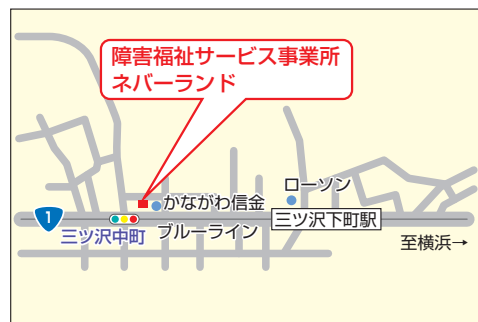 障害福祉サービス事業所
ネバーランド
かながわ信金
ローソン
1
三ツ沢中町
ブルーライン
三ツ沢下町駅
至横浜→